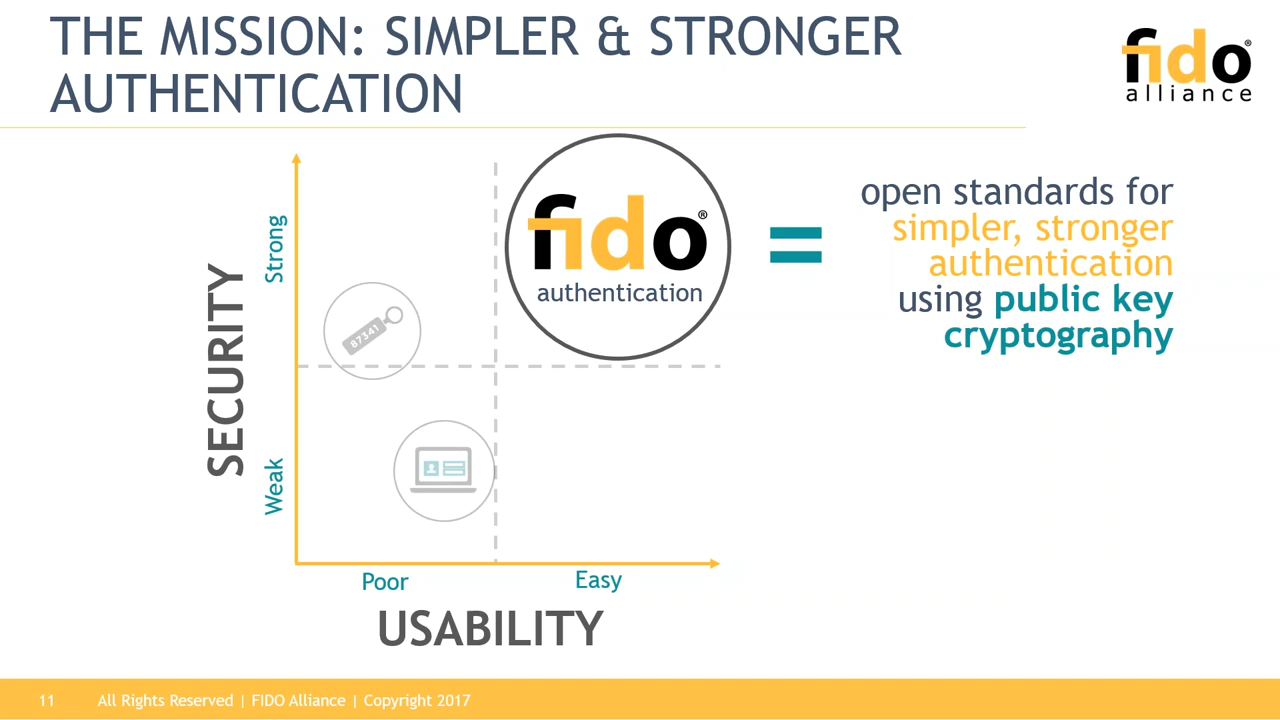 THE MISSION: SIMPLER & STRONGER
AUTHENTICATION
fido®
alliance
SECURITY
Strong
Weak
87341
fido®
authentication
=
open standards for
simpler, stronger
authentication
using public key
cryptography
Poor
Easy
USABILITY
11
All Rights Reserved | FIDO Alliance | Copyright 2017